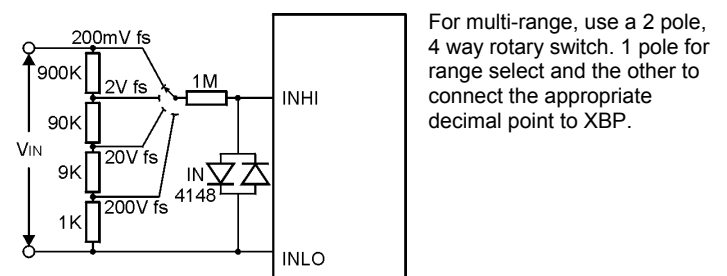 200mV fs
900K
2V fs
1M
INHI
90K
VIN
20V fs
9K
IN
4148
200V fs
1K
INLO
For multi-range, use a 2 pole,
4 way rotary switch. 1 pole for
range select and the other to
connect the appropriate
decimal point to XBP.